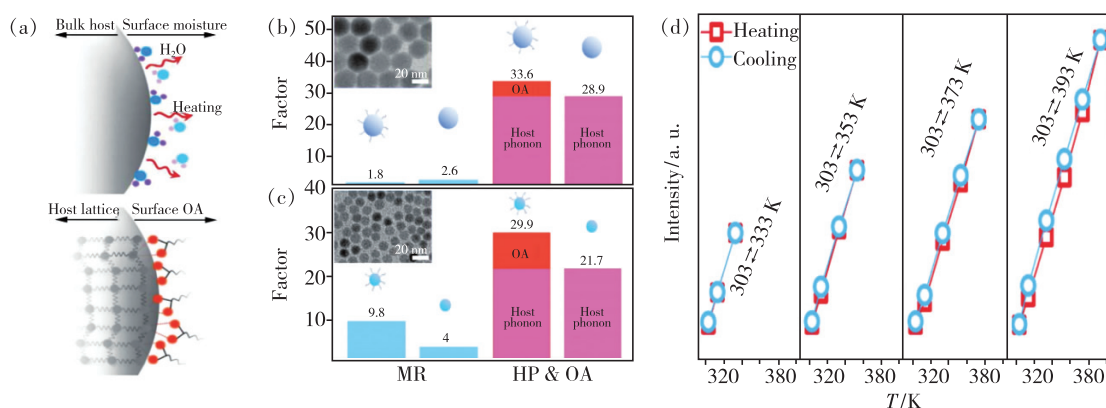 (a)
Bulk host Surface moisture
H₂O
Heating
Host lattice Surface OA
(b)
Factor
50
40
30
20
10
20 nm
1.8
2.6
33.6
OA
Host
phonon
28.9
Host
phonon
(c)
Factor
40
30
20
10
20 nm
9.8
4
29.9
OA
Host
phonon
21.7
Host
phonon
MR
HP & OA
(d)
Heating
Cooling
Intensity/a. u.
303⇄333 K
303⇄353 K
303⇄373 K
303⇄393 K
320 380 320 380 320 380 320 380
T/K